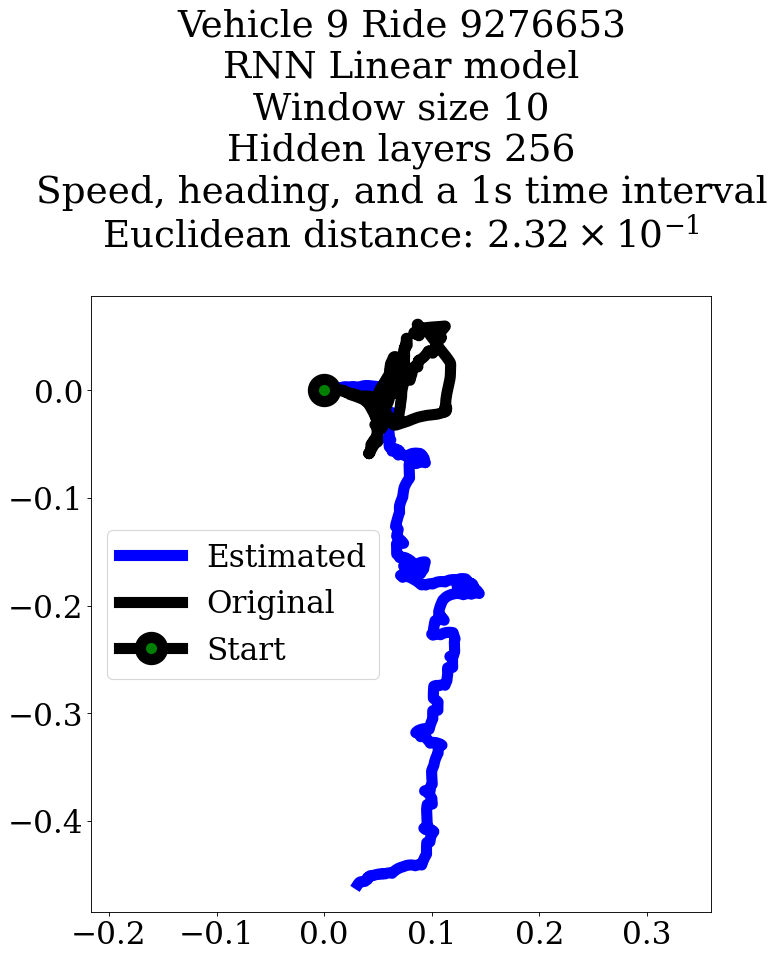 Vehicle 9 Ride 9276653
RNN Linear model
Window size 10
Hidden layers 256
Speed, heading, and a 1s time interval
Euclidean distance: 2.32 × 10⁻¹
0.0
−0.1
−0.2
−0.3
−0.4
Estimated
Original
Start
−0.2 −0.1 0.0 0.1 0.2 0.3